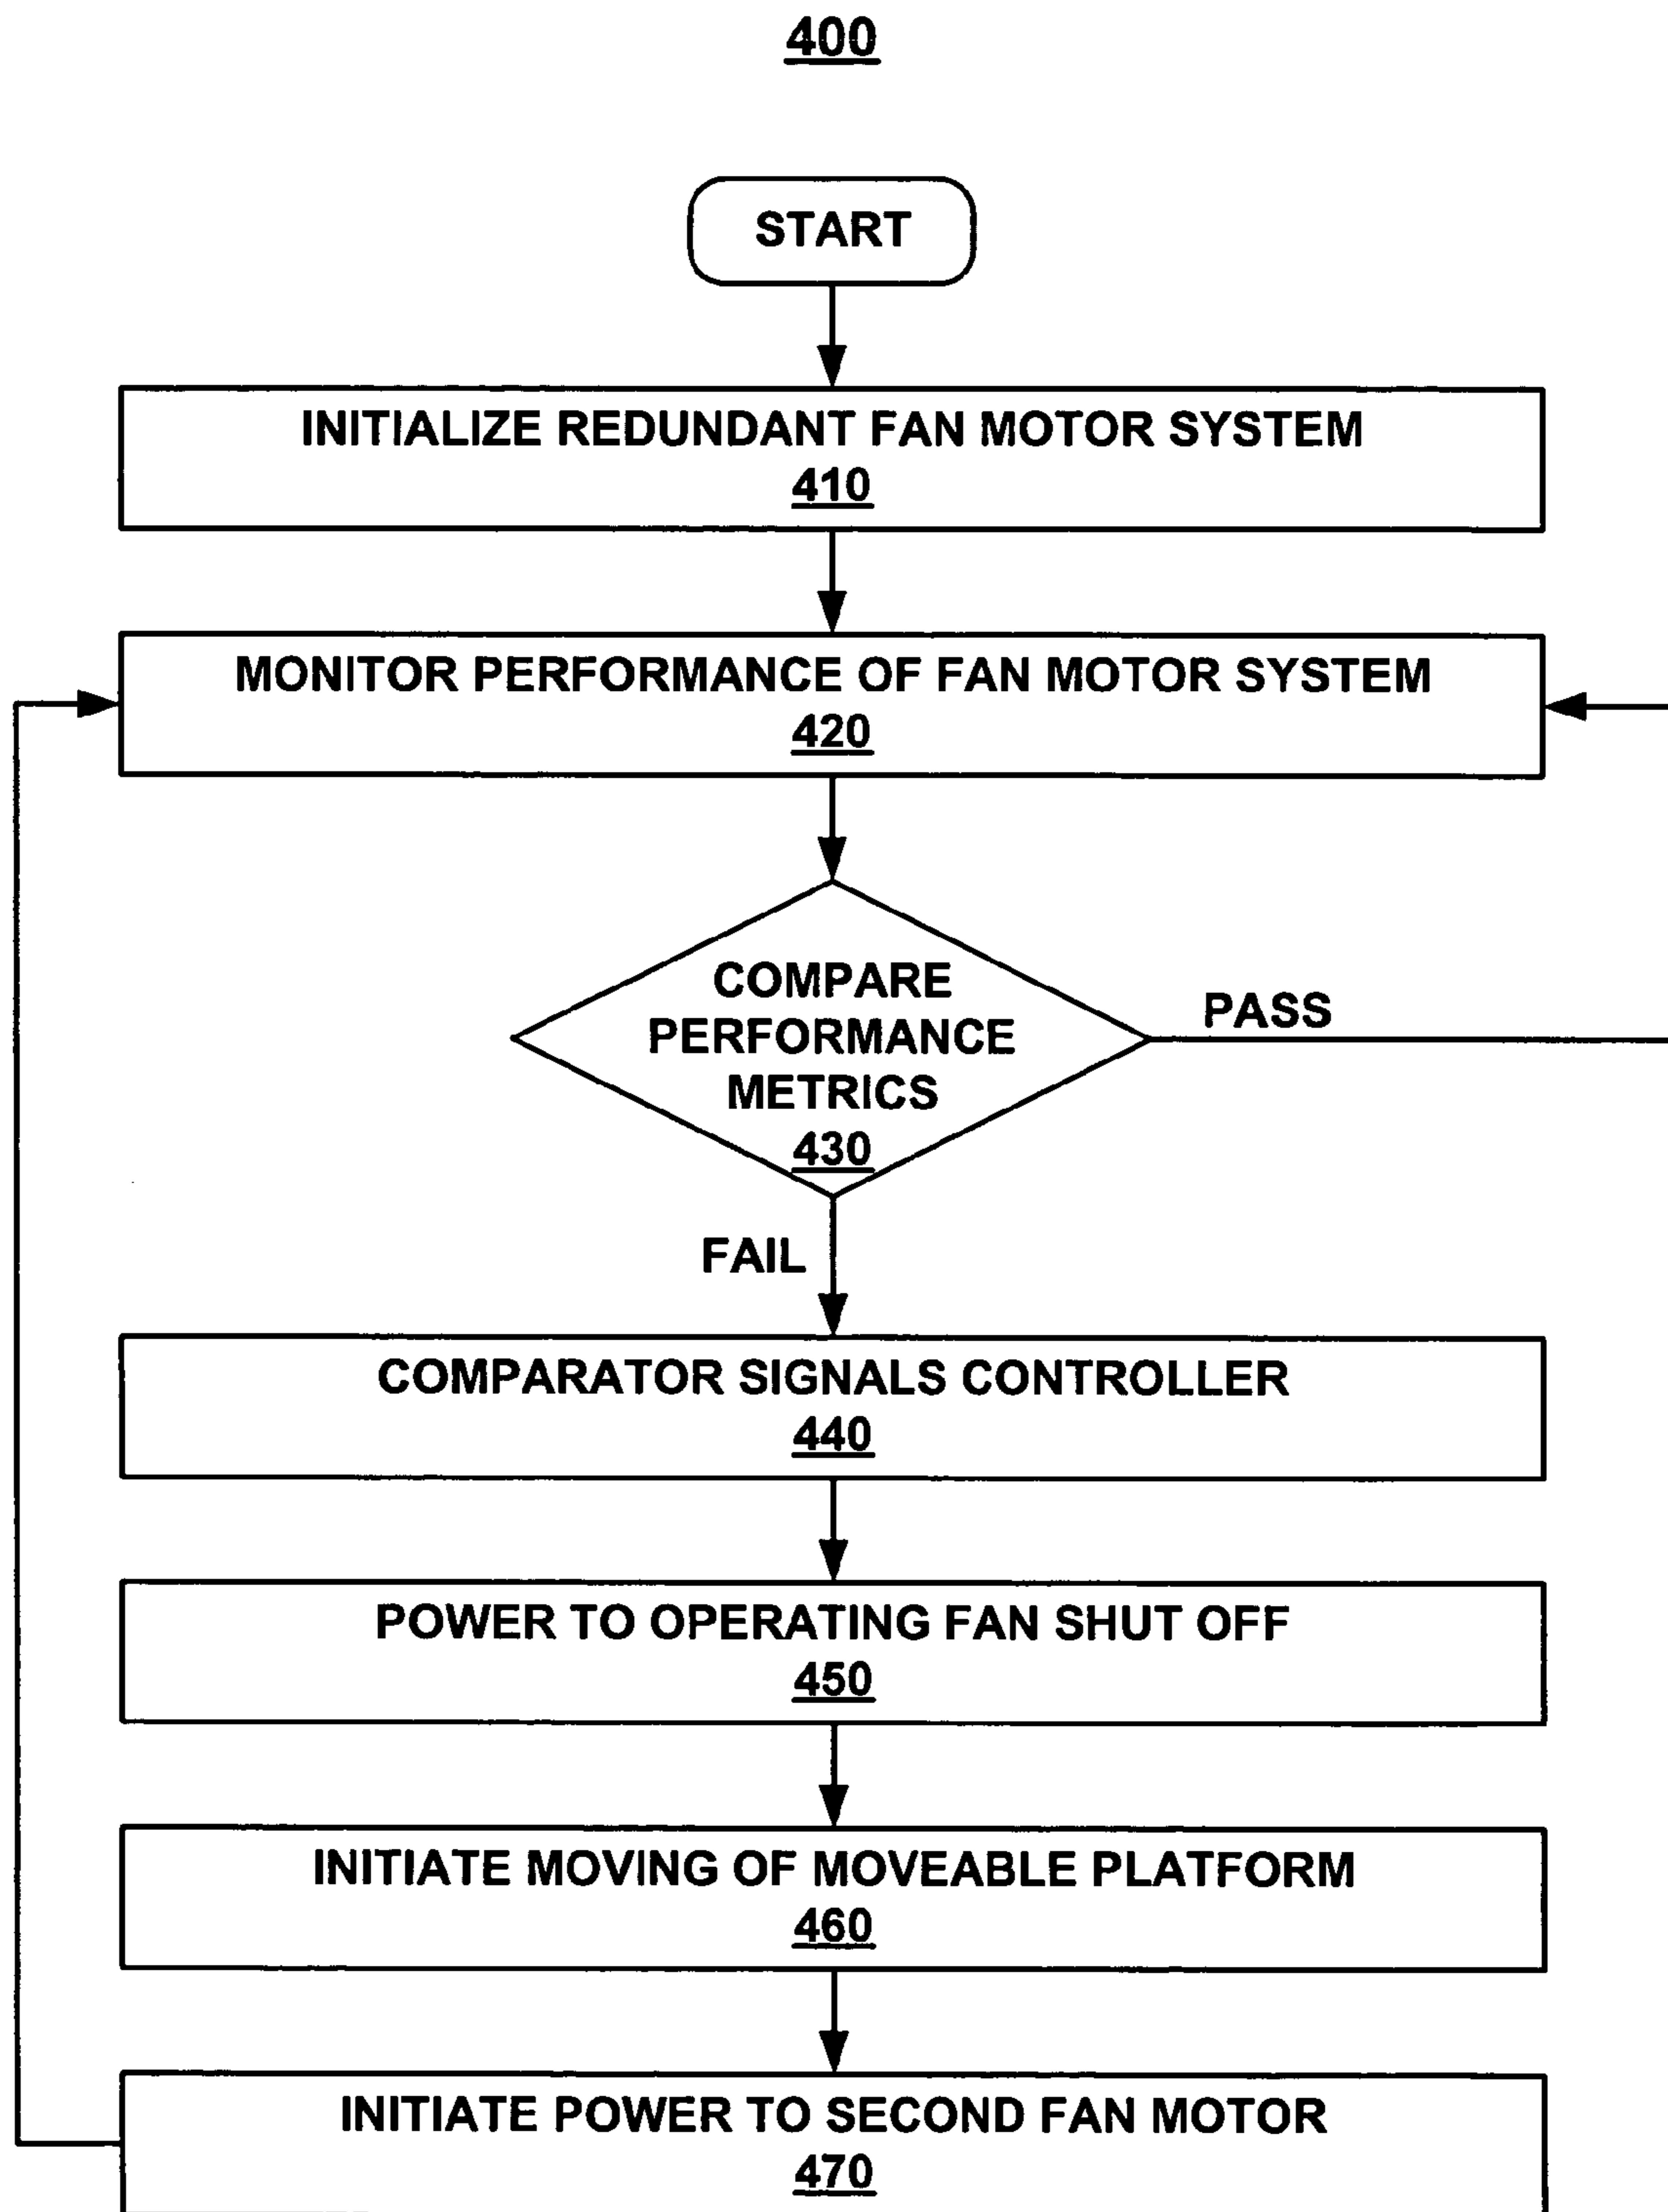 400
START
INITIALIZE REDUNDANT FAN MOTOR SYSTEM
410
MONITOR PERFORMANCE OF FAN MOTOR SYSTEM
420
COMPARE
PERFORMANCE
METRICS
430
PASS
FAIL
COMPARATOR SIGNALS CONTROLLER
440
POWER TO OPERATING FAN SHUT OFF
450
INITIATE MOVING OF MOVEABLE PLATFORM
460
INITIATE POWER TO SECOND FAN MOTOR
470